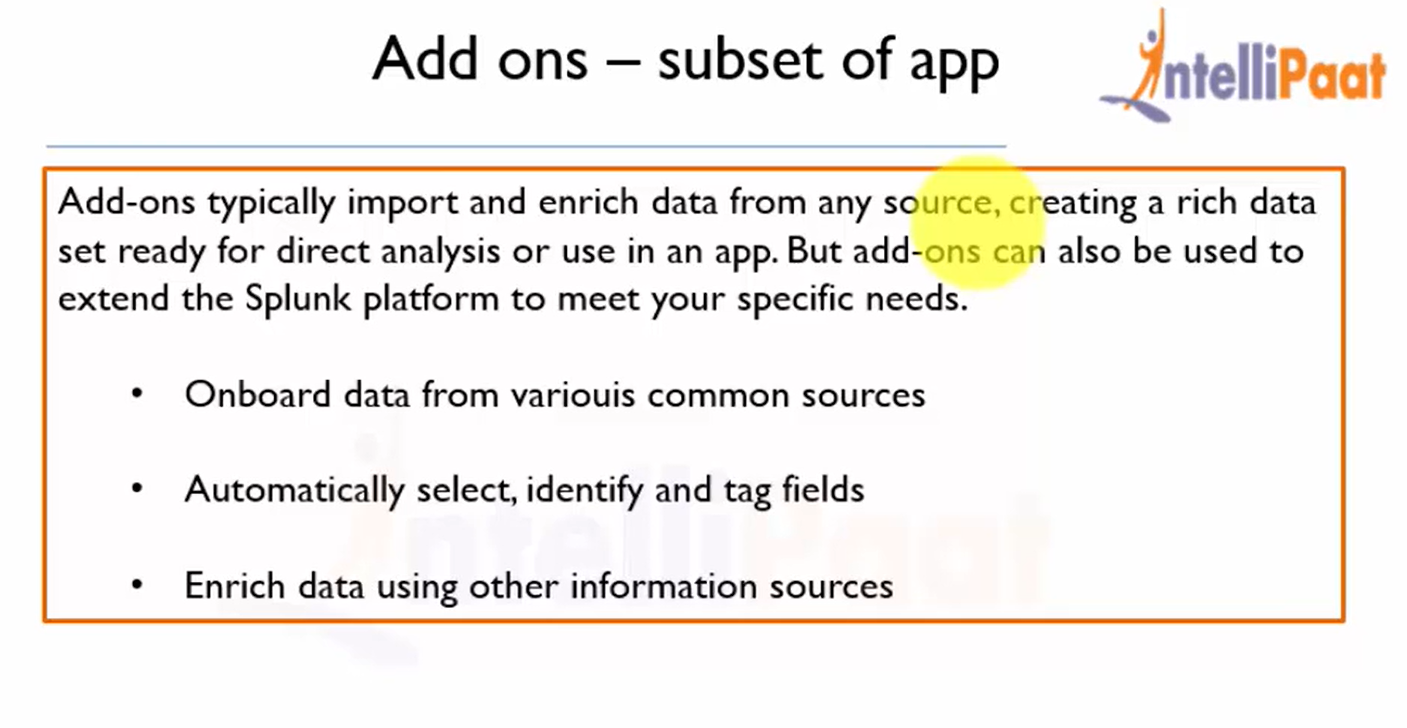 Add ons – subset of app
IntelliPaat
Add-ons typically import and enrich data from any source, creating a rich data
set ready for direct analysis or use in an app. But add-ons can also be used to
extend the Splunk platform to meet your specific needs.
• Onboard data from variouis common sources
• Automatically select, identify and tag fields
• Enrich data using other information sources
IntelliPaat